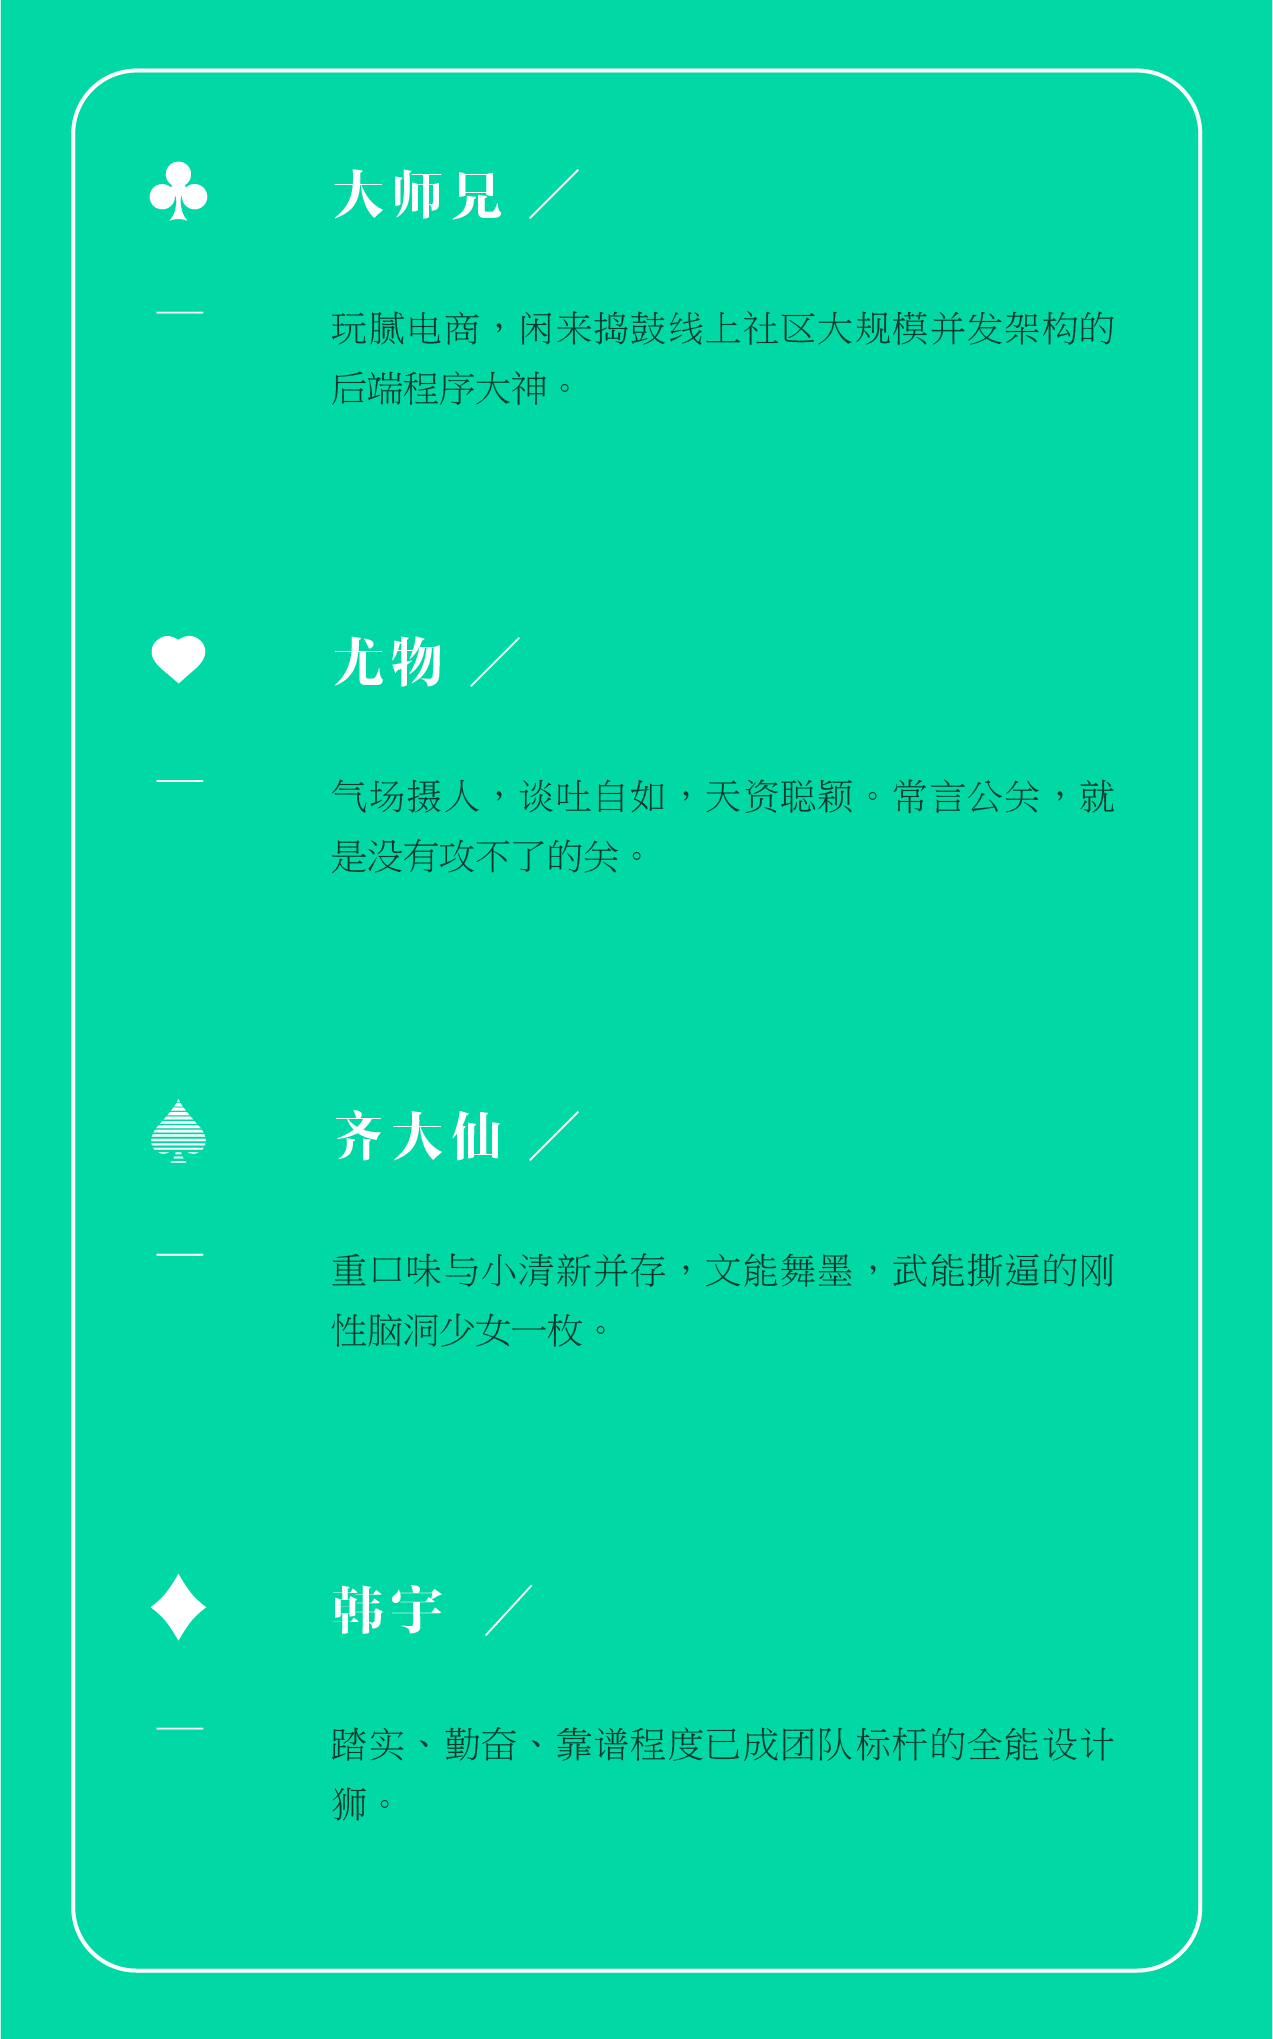 大师兄 ／
玩腻电商，闲来捣鼓线上社区大规模并发架构的
后端程序大神。
尤物 ／
气场摄人，谈吐自如，天资聪颖。常言公关，就
是没有攻不了的关。
齐大仙 ／
重口味与小清新并存，文能舞墨，武能撕逼的刚
性脑洞少女一枚。
韩宇 ／
踏实、勤奋、靠谱程度已成团队标杆的全能设计
狮。